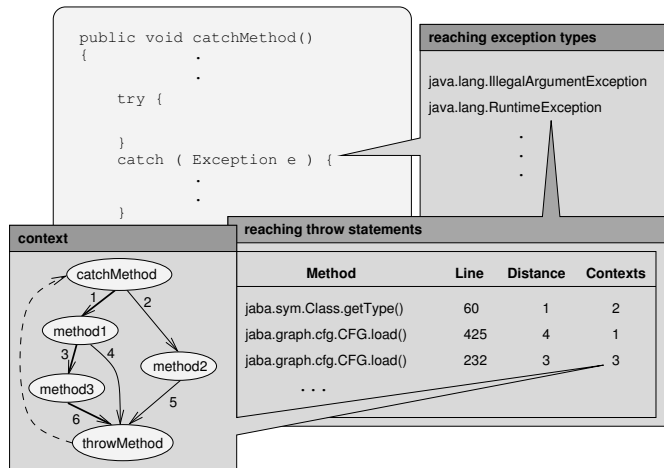 public void catchMethod()
{
.
.
try {
}
catch ( Exception e ) {
.
.
}
reaching exception types
java.lang.IllegalArgumentException
java.lang.RuntimeException
.
.
.
reaching throw statements
Method Line Distance Contexts
jaba.sym.Class.getType() 60 1 2
jaba.graph.cfg.CFG.load() 425 4 1
jaba.graph.cfg.CFG.load() 232 3 3
. . .
context
catchMethod
1 2
method1
3 4
method2
method3
5
6
throwMethod